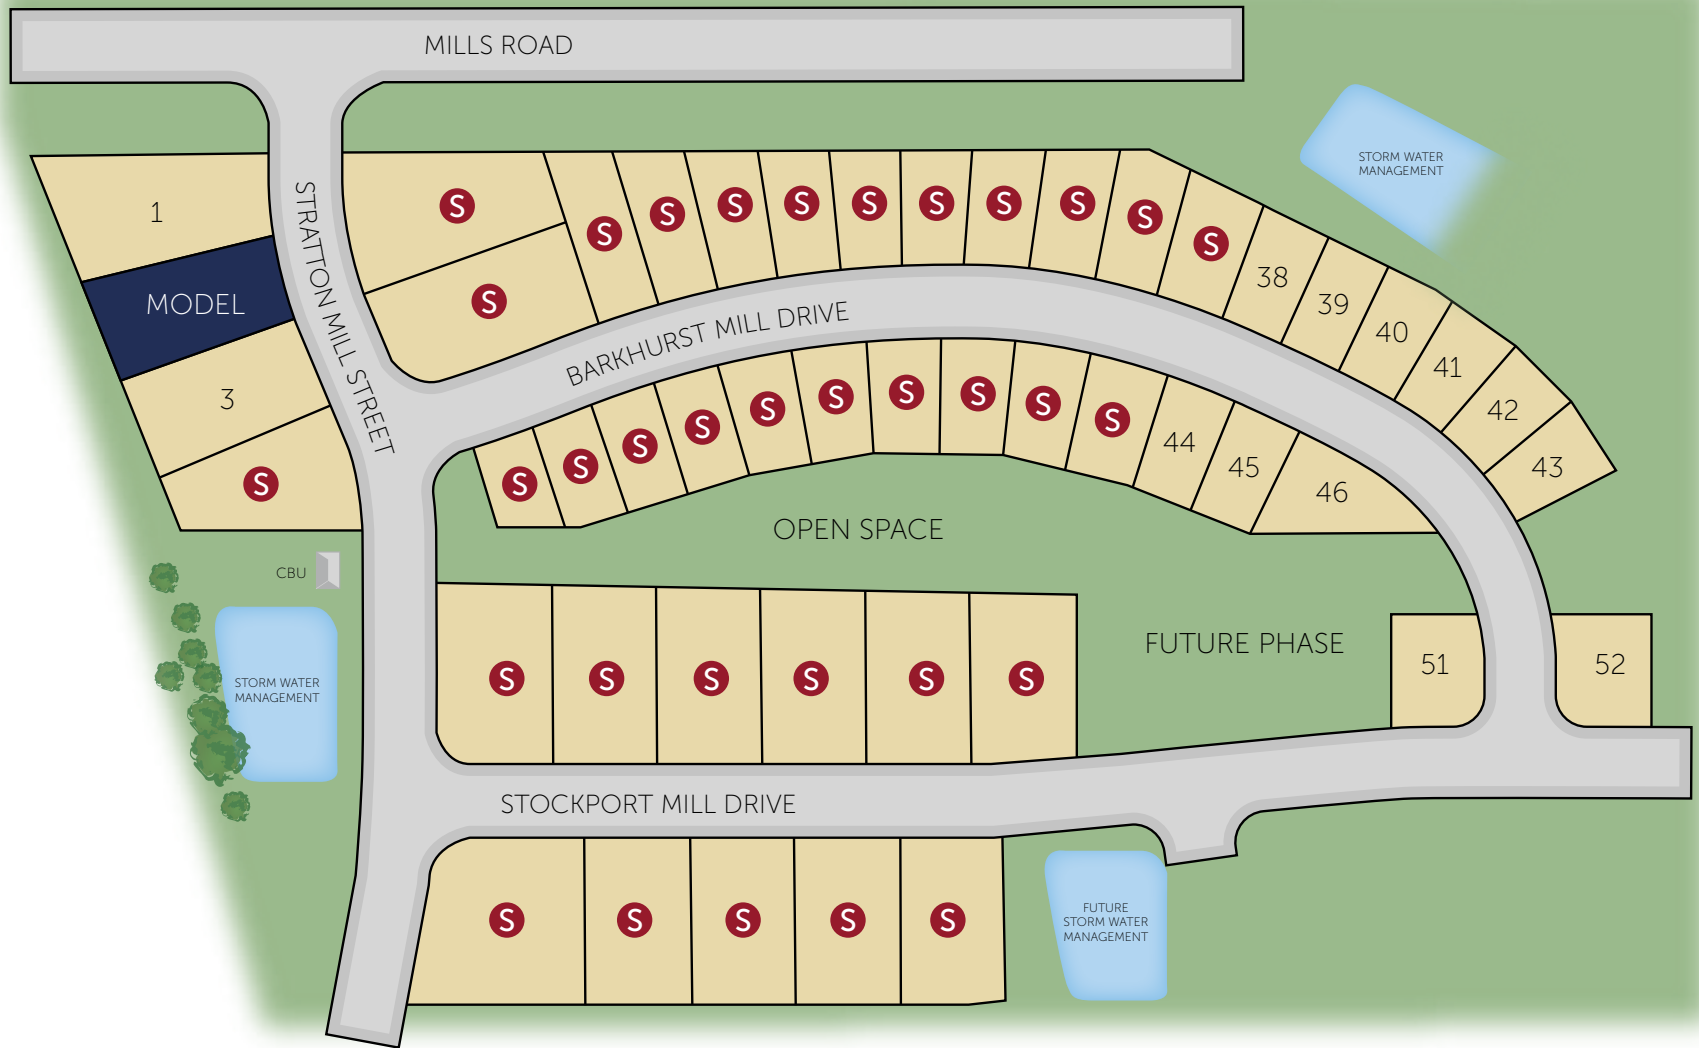 MILLS ROAD
STORM WATER
MANAGEMENT
1
STRATTON MILL STREET
S
S
S
S
S
S
S
S
S
S
S
S
38
39
40
41
42
43
MODEL
S
BARKHURST MILL DRIVE
3
S
S
S
S
S
S
S
S
S
S
S
44
45
46
OPEN SPACE
CBU
FUTURE PHASE
51
52
STORM WATER
MANAGEMENT
S
S
S
S
S
S
STOCKPORT MILL DRIVE
S
S
S
S
S
FUTURE
STORM WATER
MANAGEMENT